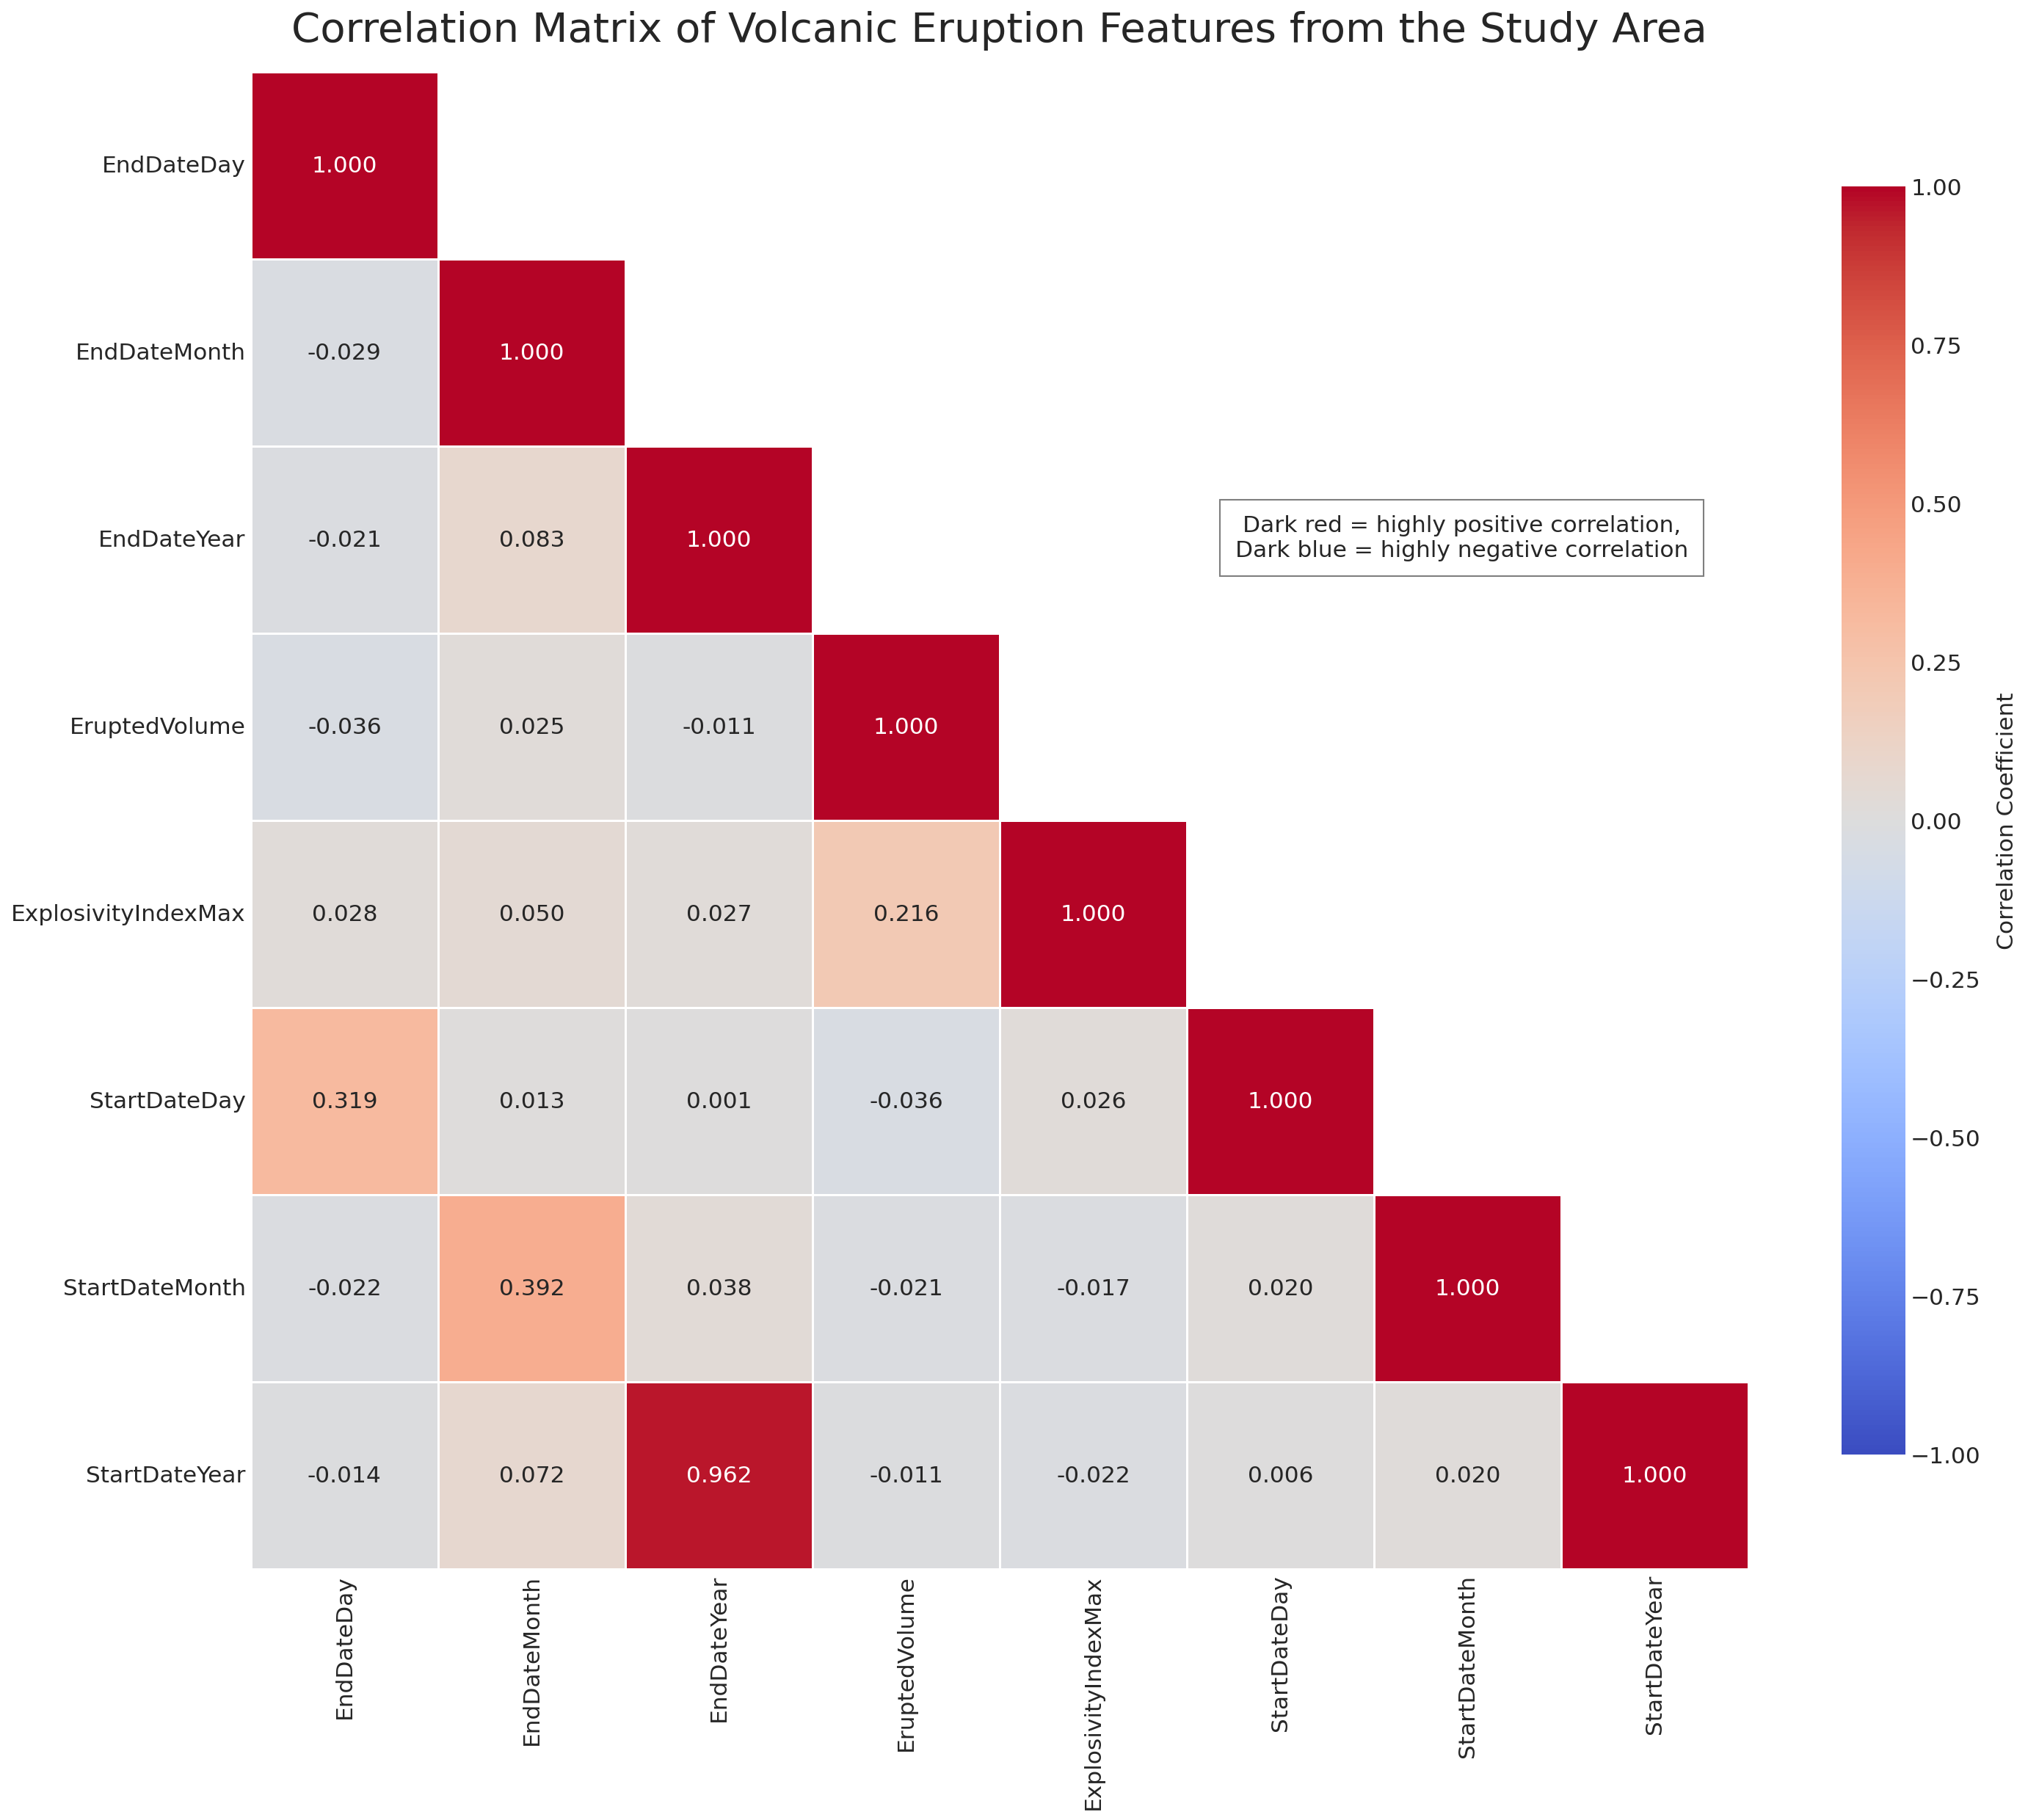 Correlation Matrix of Volcanic Eruption Features from the Study Area
EndDateDay
1.000
EndDateMonth
-0.029 1.000
EndDateYear
-0.021 0.083 1.000
EruptedVolume
-0.036 0.025 -0.011 1.000
ExplosivityIndexMax
0.028 0.050 0.027 0.216 1.000
StartDateDay
0.319 0.013 0.001 -0.036 0.026 1.000
StartDateMonth
-0.022 0.392 0.038 -0.021 -0.017 0.020 1.000
StartDateYear
-0.014 0.072 0.962 -0.011 -0.022 0.006 0.020 1.000
EndDateDay
EndDateMonth
EndDateYear
EruptedVolume
ExplosivityIndexMax
StartDateDay
StartDateMonth
StartDateYear
Dark red = highly positive correlation,
Dark blue = highly negative correlation
1.00
0.75
0.50
0.25
0.00
−0.25
−0.50
−0.75
−1.00
Correlation Coefficient